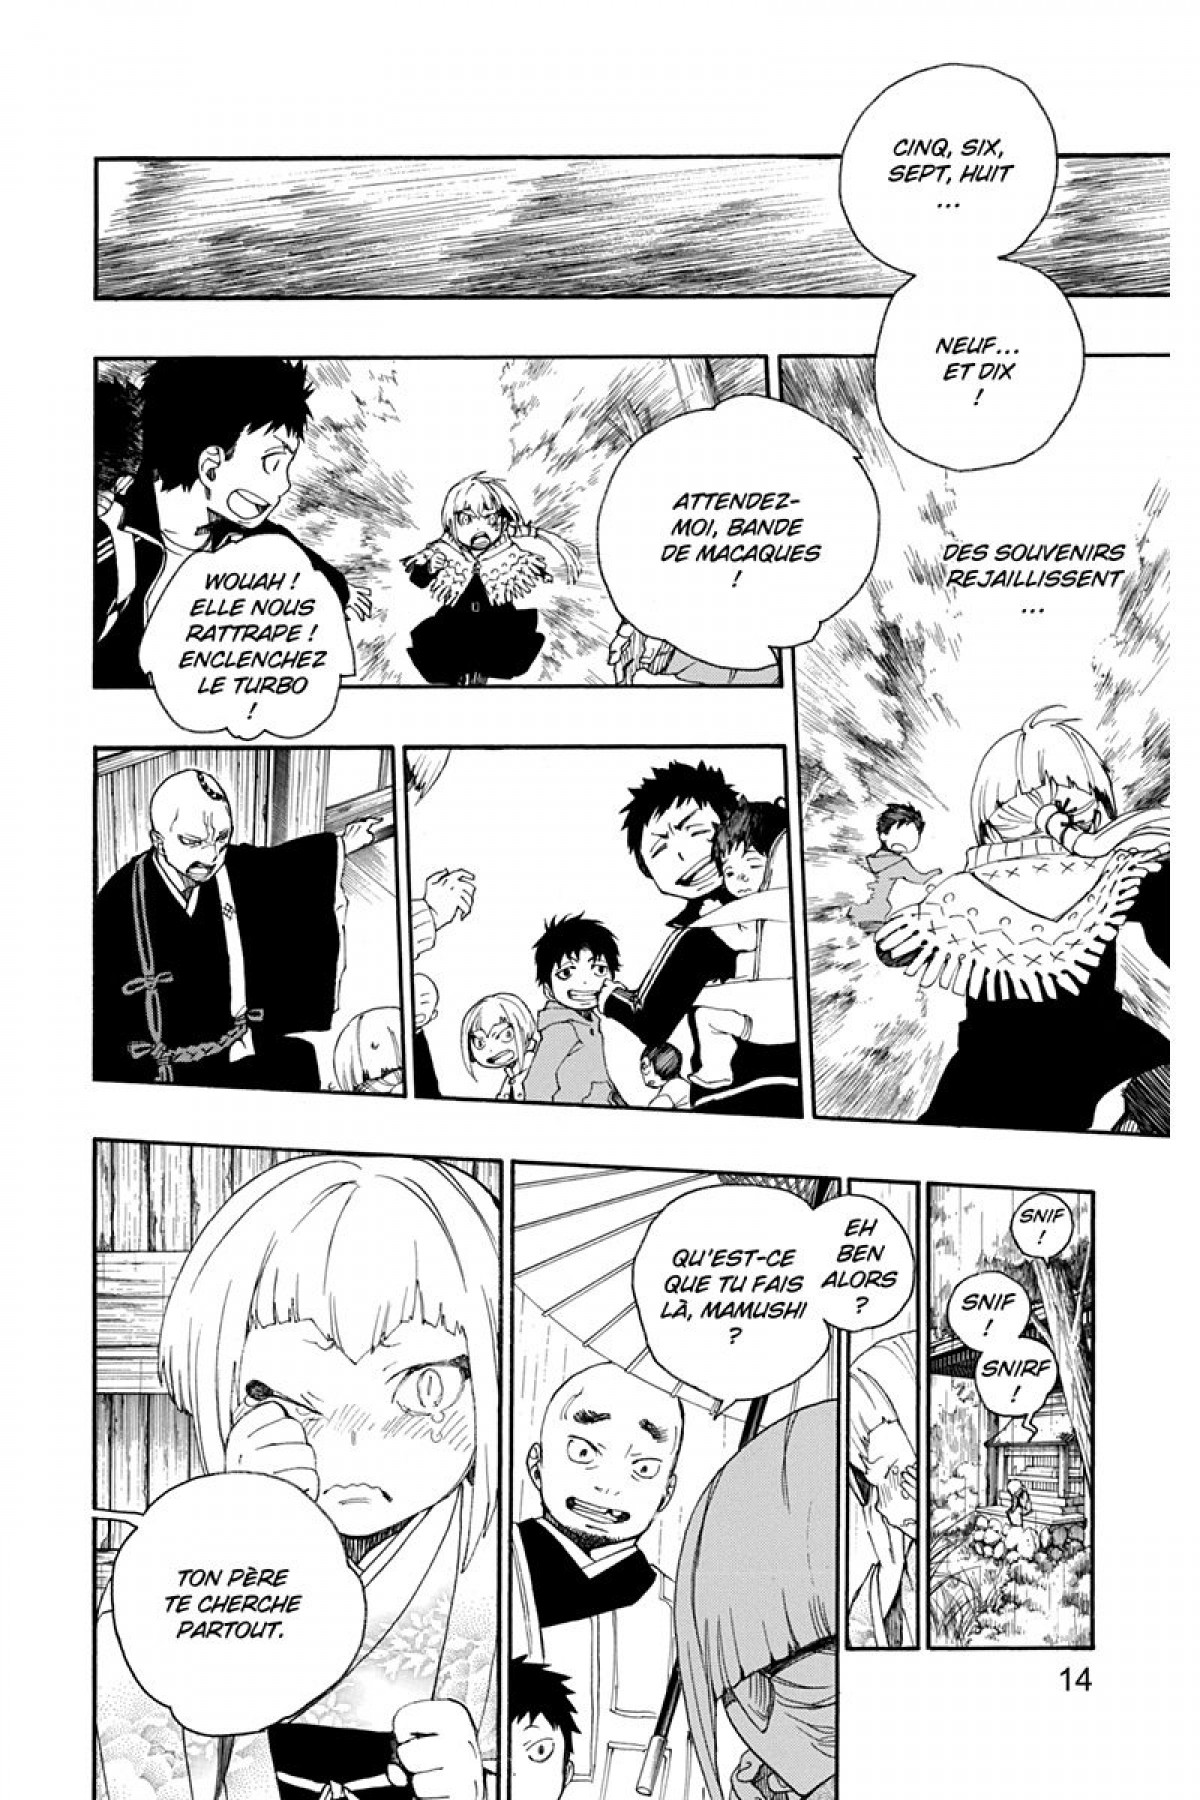 CINQ, SIX,
SEPT, HUIT
...
NEUF...
ET DIX
!
DES SOUVENIRS
REJAILLISSENT
...
ATTENDEZ-
MOI, BANDE
DE MACAQUES
!
WOUAH !
ELLE NOUS
RATTRAPE !
ENCLENCHEZ
LE TURBO
!
SNIF
!
SNIF
!
SNIRF
!
EH
BEN
ALORS
?
QU'EST-CE
QUE TU FAIS
LÀ, MAMUSHI
?
TON PÈRE
TE CHERCHE
PARTOUT.
14